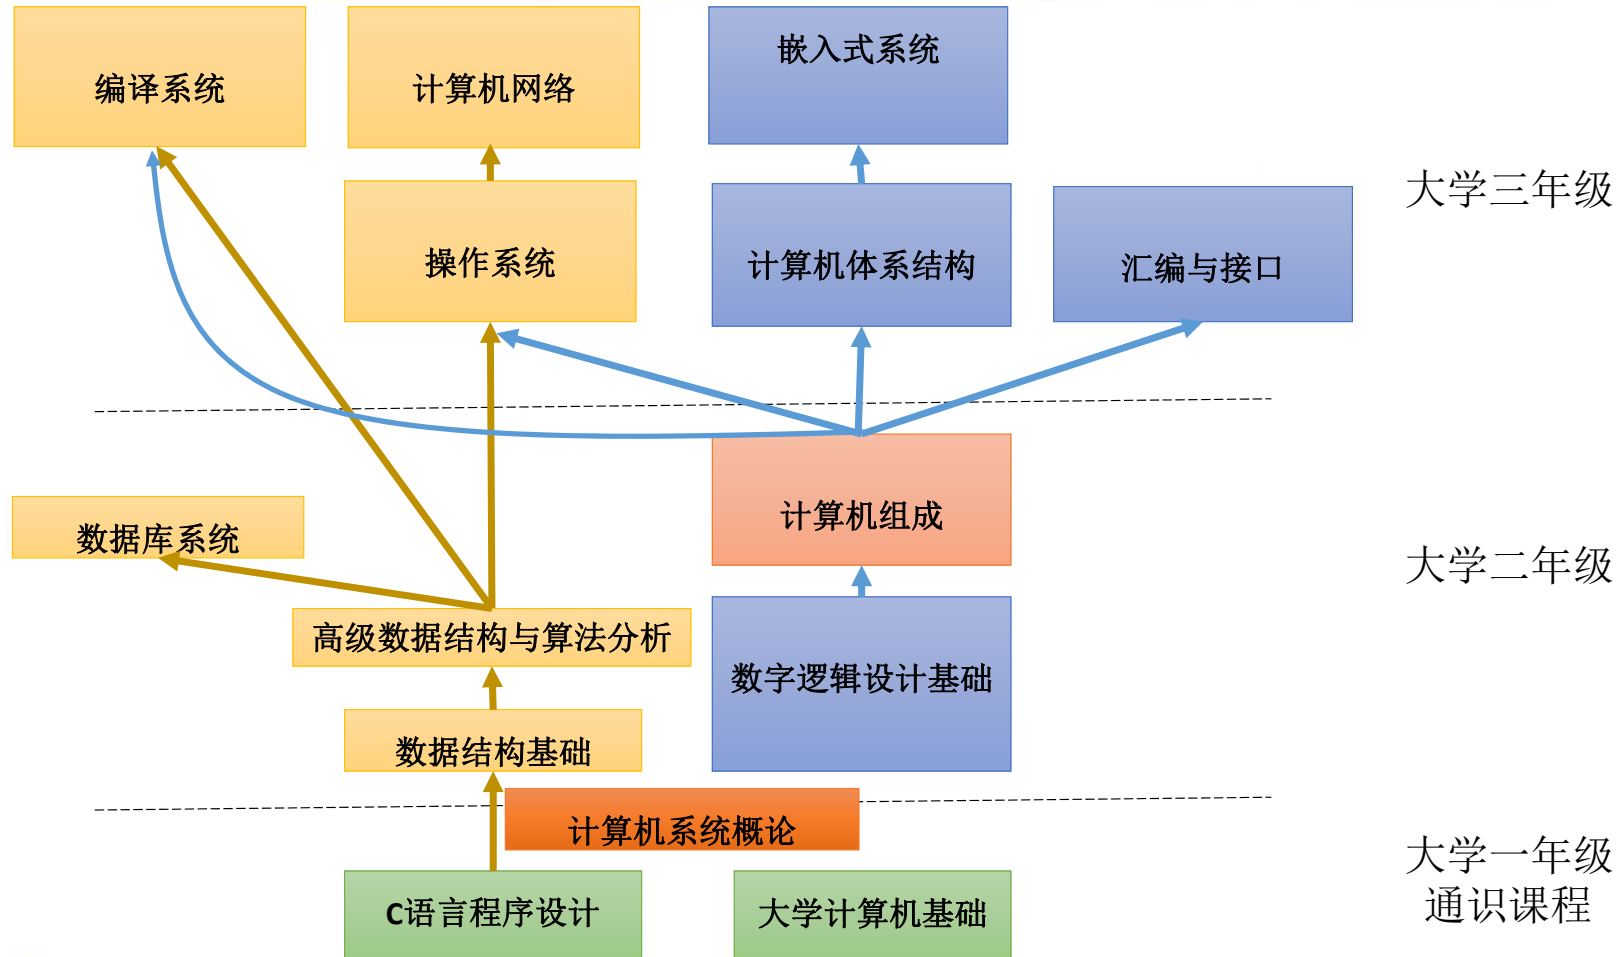 编译系统
计算机网络
嵌入式系统
大学三年级
操作系统
计算机体系结构
汇编与接口
计算机组成
数据库系统
大学二年级
高级数据结构与算法分析
数字逻辑设计基础
数据结构基础
计算机系统概论
大学一年级
通识课程
C语言程序设计
大学计算机基础